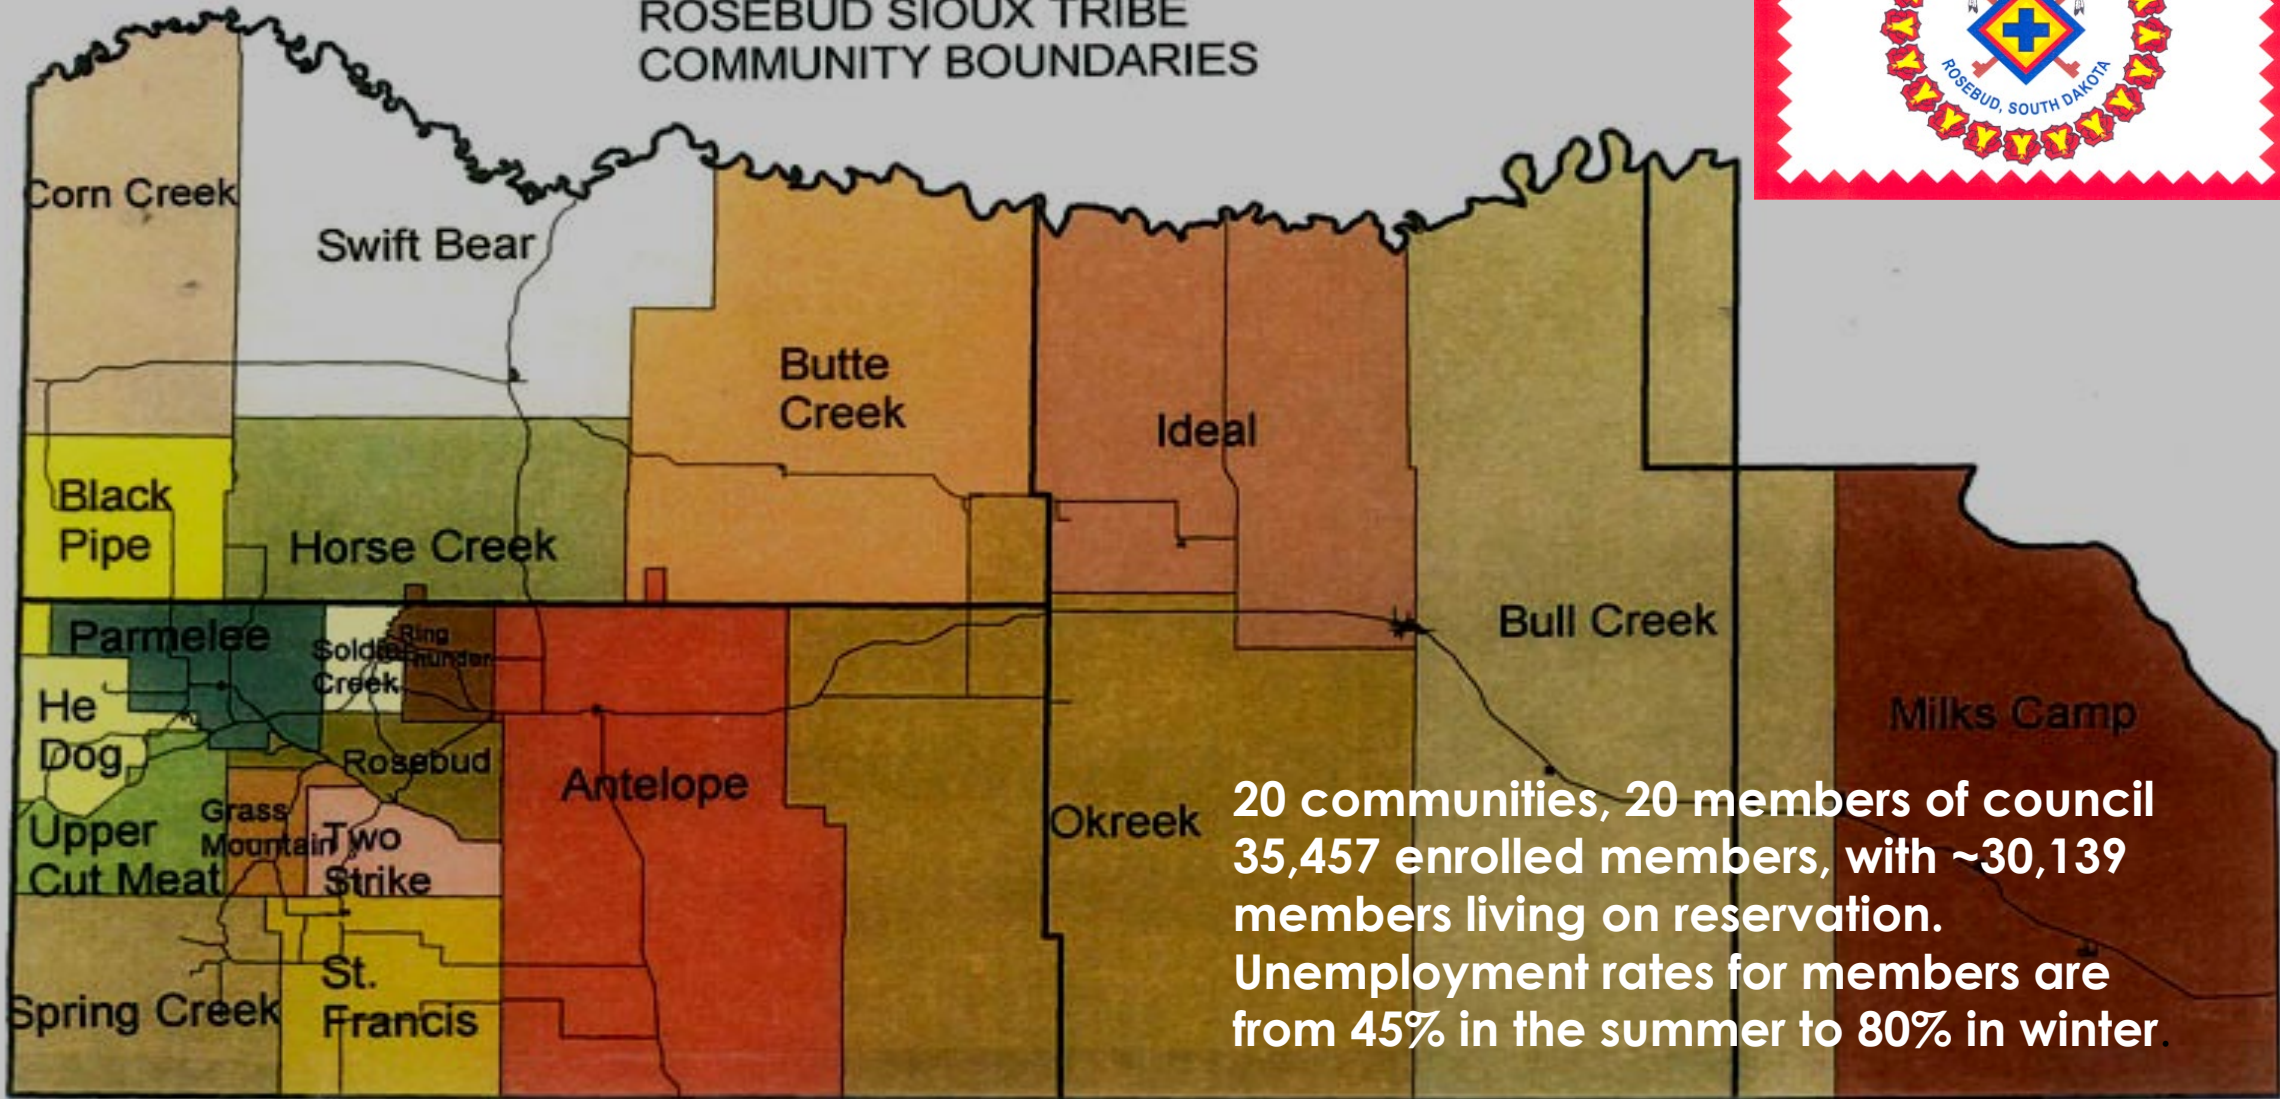 ROSEBUD SIOUX TRIBE
COMMUNITY BOUNDARIES
ROSEBUD, SOUTH DAKOTA
Corn Creek
Swift Bear
Butte
Creek
Ideal
Black
Pipe
Horse Creek
Bull Creek
Parmelee
Soldier
Creek
Ring
Thunder
He
Dog
Rosebud
Milks Camp
Antelope
Okreek
Upper
Cut Meat
Grass
Mountain
Two
Strike
Spring Creek
St.
Francis
20 communities, 20 members of council
35,457 enrolled members, with ~30,139
members living on reservation.
Unemployment rates for members are
from 45% in the summer to 80% in winter.